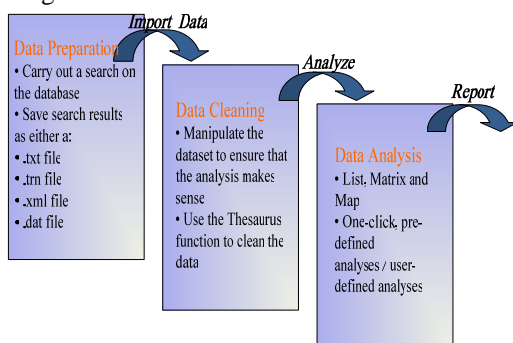 Import Data
Data Preparation
• Carry out a search on
the database
• Save search results
as either a:
• .txt file
• .trn file
• .xml file
• .dat file
Analyze
Data Cleaning
• Manipulate the
dataset to ensure that
the analysis makes
sense
• Use the Thesaurus
function to clean the
data
Report
Data Analysis
• List, Matrix and
Map
• One-click, pre-
defined
analyses / user-
defined analyses